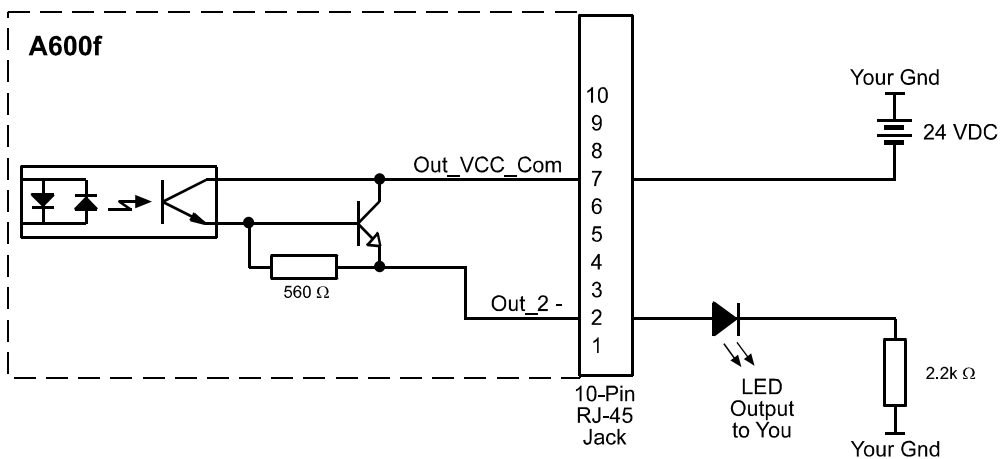 A600f
Your Gnd
24 VDC
10
9
8
Out_VCC_Com
7
6
5
4
3
560 Ω
Out_2 -
2
1
2.2k Ω
10-Pin
RJ-45
Jack
LED
Output
to You
Your Gnd